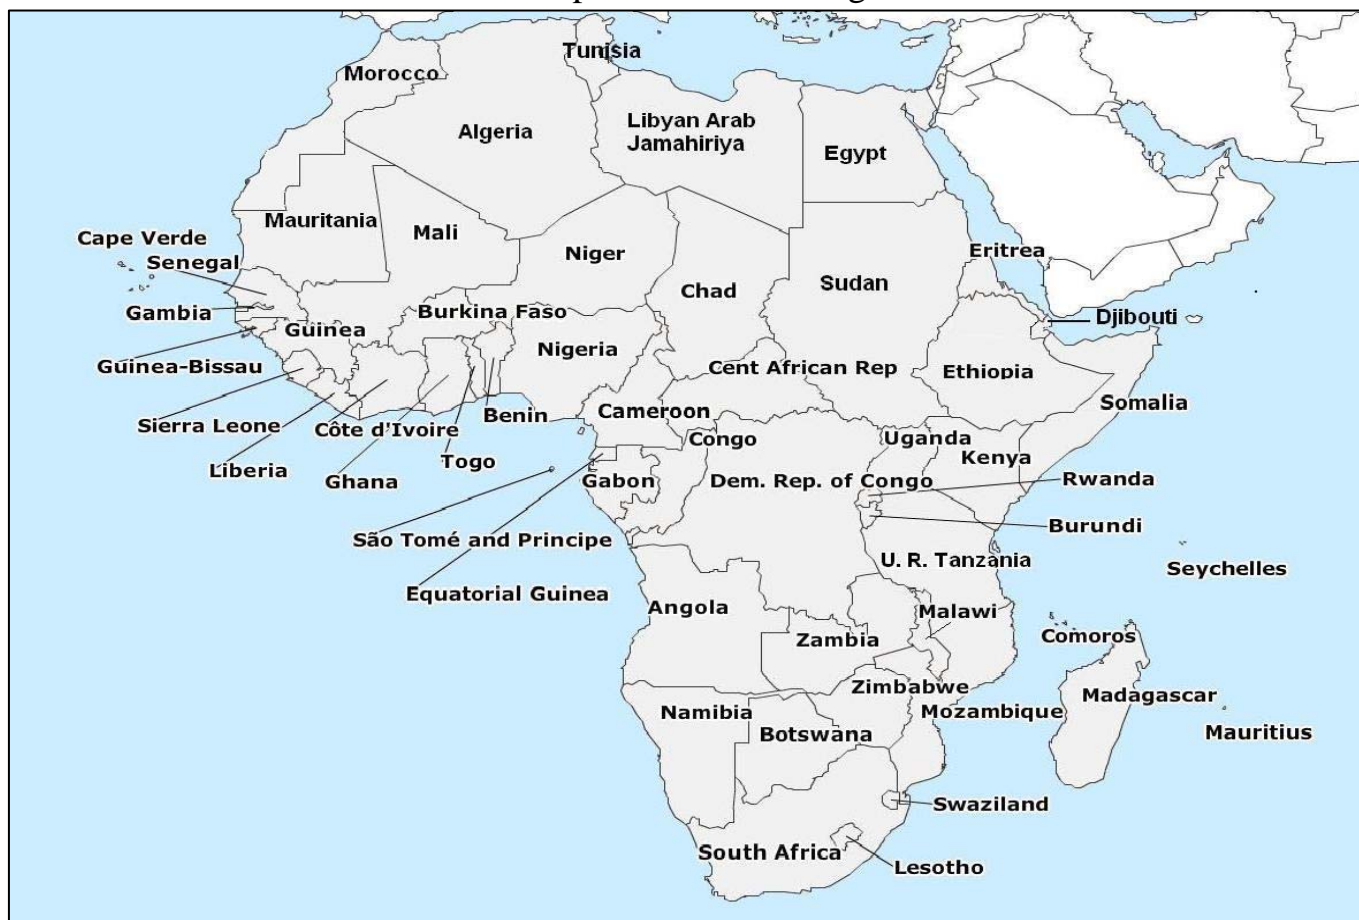 Tunisia
Morocco
Algeria
Libyan Arab
Jamahiriya
Egypt
Mauritania
Mali
Niger
Chad
Sudan
Eritrea
Cape Verde
Senegal
Gambia
Guinea
Burkina Faso
Nigeria
Djibouti
Guinea-Bissau
Cent African Rep
Ethiopia
Somalia
Sierra Leone
Côte d'Ivoire
Benin
Cameroon
Liberia
Ghana
Togo
Congo
Uganda
Kenya
Gabon
Dem. Rep. of Congo
Rwanda
Burundi
São Tomé and Principe
U. R. Tanzania
Seychelles
Equatorial Guinea
Angola
Malawi
Zambia
Comoros
Zimbabwe
Madagascar
Namibia
Mozambique
Botswana
Mauritius
Swaziland
South Africa
Lesotho